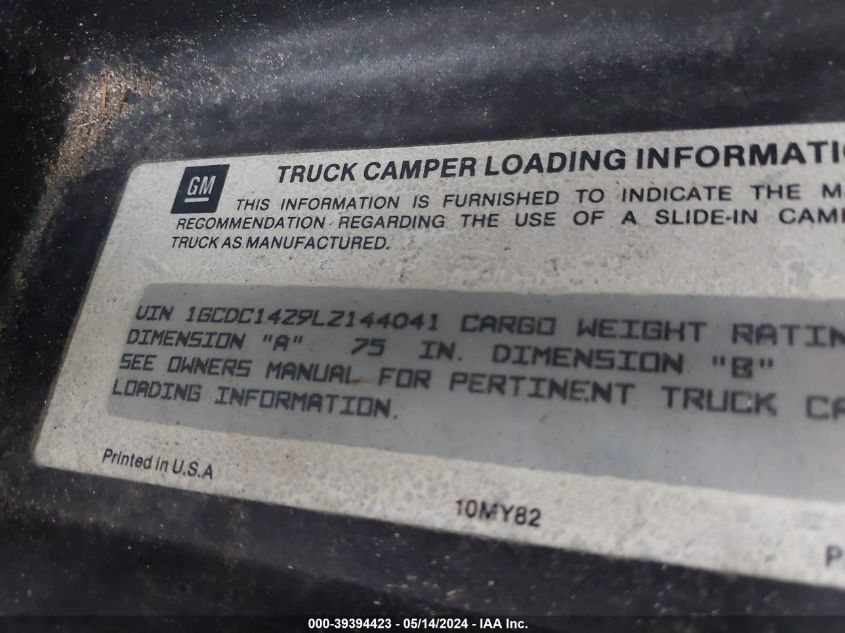 GM
TRUCK CAMPER LOADING INFORMATI
THIS INFORMATION IS FURNISHED TO INDICATE THE M
RECOMMENDATION REGARDING THE USE OF A SLIDE-IN CAM
TRUCK AS MANUFACTURED.
VIN 1GCDC14Z9LZ144041 CARGO WEIGHT RATIN
DIMENSION "A" 75 IN. DIMENSION "B"
SEE OWNERS MANUAL FOR PERTINENT TRUCK CA
LOADING INFORMATION.
Printed in U.S.A
10MY82
P
000-39394423 - 05/14/2024 - IAA Inc.